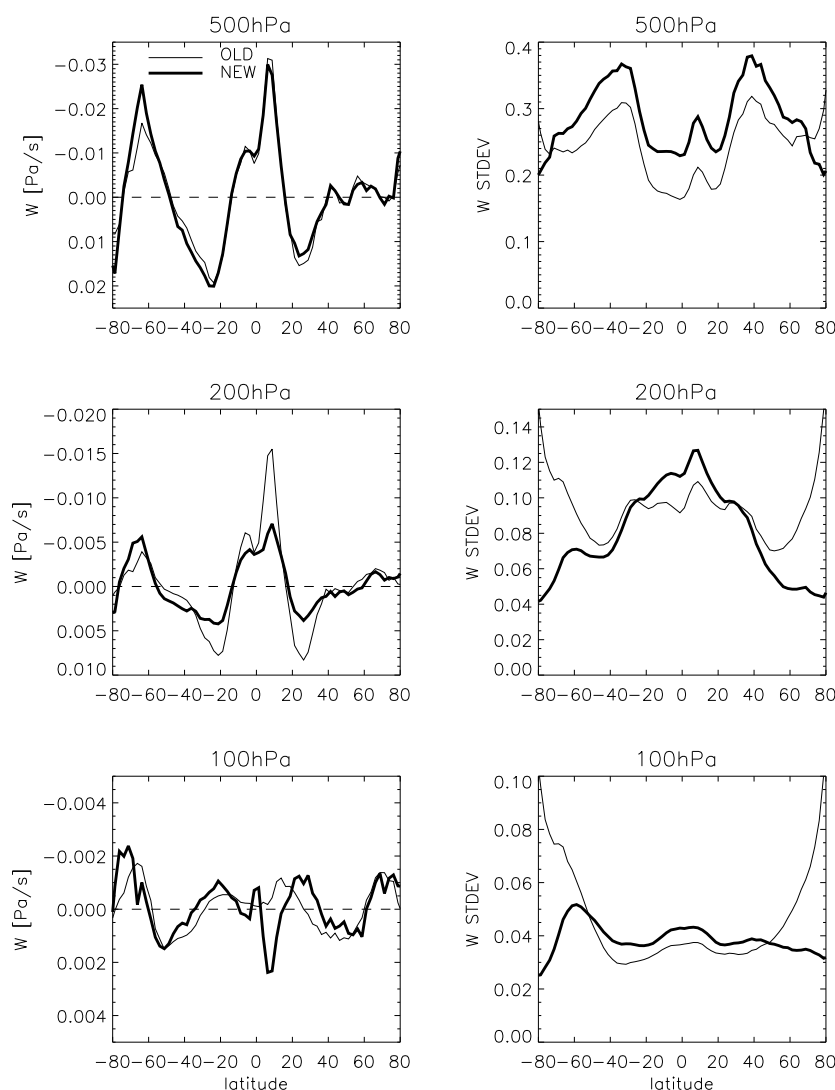 500hPa
OLD
NEW
W [Pa/s]
-0.03
-0.02
-0.01
0.00
0.01
0.02
-80 -60 -40 -20 0 20 40 60 80
500hPa
W STDEV
0.4
0.3
0.2
0.1
0.0
-80 -60 -40 -20 0 20 40 60 80
200hPa
W [Pa/s]
-0.020
-0.015
-0.010
-0.005
0.000
0.005
0.010
-80 -60 -40 -20 0 20 40 60 80
200hPa
W STDEV
0.14
0.12
0.10
0.08
0.06
0.04
0.02
0.00
-80 -60 -40 -20 0 20 40 60 80
100hPa
W [Pa/s]
-0.004
-0.002
0.000
0.002
0.004
-80 -60 -40 -20 0 20 40 60 80
latitude
100hPa
W STDEV
0.10
0.08
0.06
0.04
0.02
0.00
-80 -60 -40 -20 0 20 40 60 80
latitude